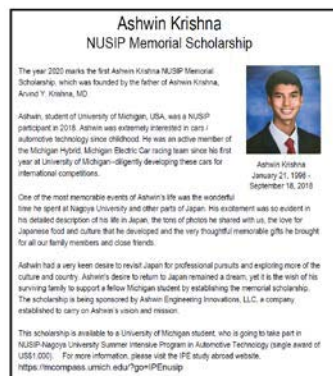 Ashwin Krishna
NUSIP Memorial Scholarship
The year 2020 marks the first Ashwin Krishna NUSIP Memorial
Scholarship, which was founded by the father of Ashwin Krishna,
Arvind Y. Krishna, MD.
Ashwin, student of University of Michigan, USA, was a NUSIP
participant in 2018. Ashwin was extremely interested in cars /
automotive technology since childhood. He was an active member of
the Michigan Hybrid, Michigan Electric Car racing team since his first
year at University of Michigan–diligently developing these cars for
international competitions.
Ashwin Krishna
January 21, 1998 -
September 18, 2018
One of the most memorable events of Ashwin's life was the wonderful
time he spent at Nagoya University and other parts of Japan. His excitement was so evident in
his detailed description of his life in Japan, the tons of photos he shared with us, the love for
Japanese food and culture that he developed and the very thoughtful memorable gifts he brought
for all our family members and close friends.
Ashwin had a very keen desire to revisit Japan for professional pursuits and exploring more of the
culture and country. Ashwin's desire to return to Japan remained a dream, yet it is the wish of his
surviving family to support a fellow Michigan student by establishing the memorial scholarship.
The scholarship is being sponsored by Ashwin Engineering Innovations, LLC, a company
established to carry on Ashwin's vision and mission.
This scholarship is available to a University of Michigan student, who is going to take part in
NUSIP-Nagoya University Summer Intensive Program in Automotive Technology (single award of
US$1,000). For more information, please visit the IPE study abroad website.
https://mcompass.umich.edu/?go=IPEnusip